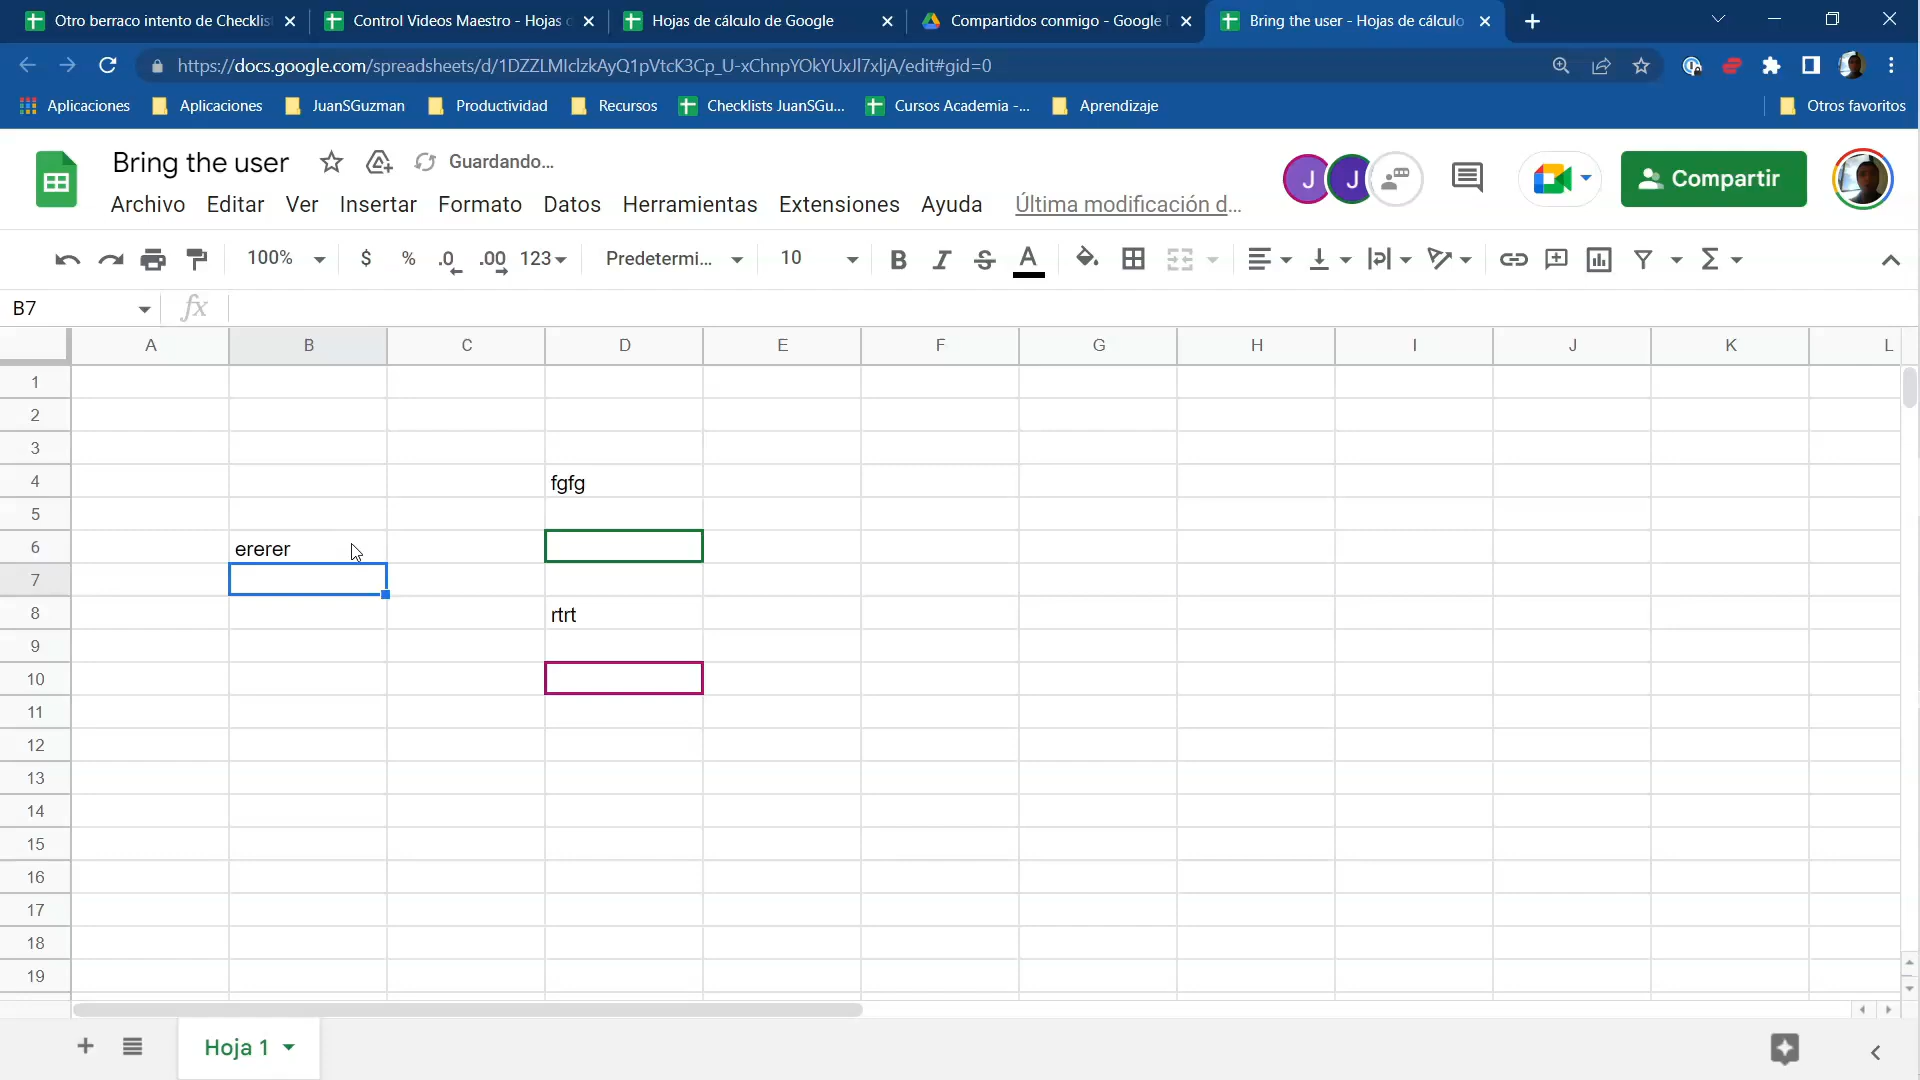 Otro berraco intento de Checklis
Control Videos Maestro - Hojas
Hojas de cálculo de Google
Compartidos conmigo - Google
Bring the user - Hojas de cálculo
https://docs.google.com/spreadsheets/d/1DZZLMIclzkAyQ1pVtcK3Cp_U-xChnpYOkYUxJl7xljA/edit#gid=0
Aplicaciones
Aplicaciones
JuanSGuzman
Productividad
Recursos
Checklists JuanSGu...
Cursos Academia -...
Aprendizaje
Otros favoritos
Bring the user
Guardando...
J
J
Compartir
Archivo
Editar
Ver
Insertar
Formato
Datos
Herramientas
Extensiones
Ayuda
Última modificación d...
100%
$
%
.0
.00
123
Predetermi...
10
B
I
S
A
Σ
B7
fx
A B C D E F G H I J K L
1
2
3
4 fgfg
5
6 ererer
7
8 rtrt
9
10
11
12
13
14
15
16
17
18
19
Hoja 1